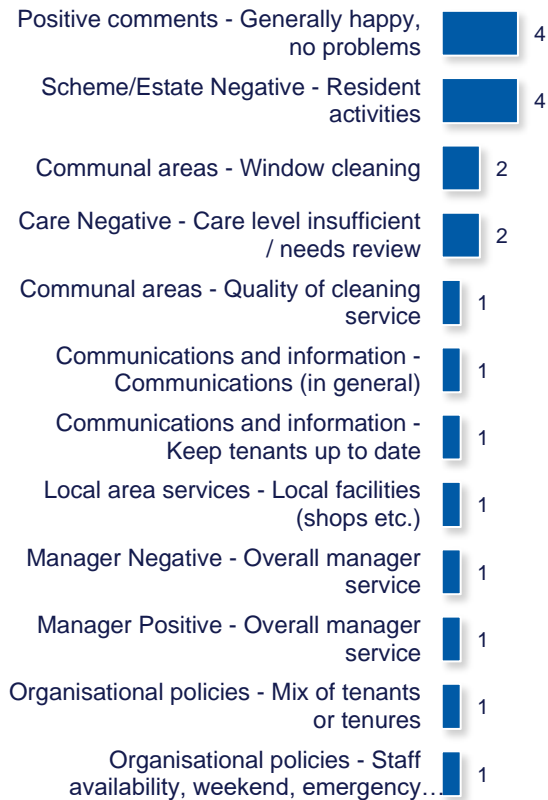 Positive comments - Generally happy,
no problems
4
Scheme/Estate Negative - Resident
activities
4
Communal areas - Window cleaning
2
Care Negative - Care level insufficient
/ needs review
2
Communal areas - Quality of cleaning
service
1
Communications and information -
Communications (in general)
1
Communications and information -
Keep tenants up to date
1
Local area services - Local facilities
(shops etc.)
1
Manager Negative - Overall manager
service
1
Manager Positive - Overall manager
service
1
Organisational policies - Mix of tenants
or tenures
1
Organisational policies - Staff
availability, weekend, emergency…
1